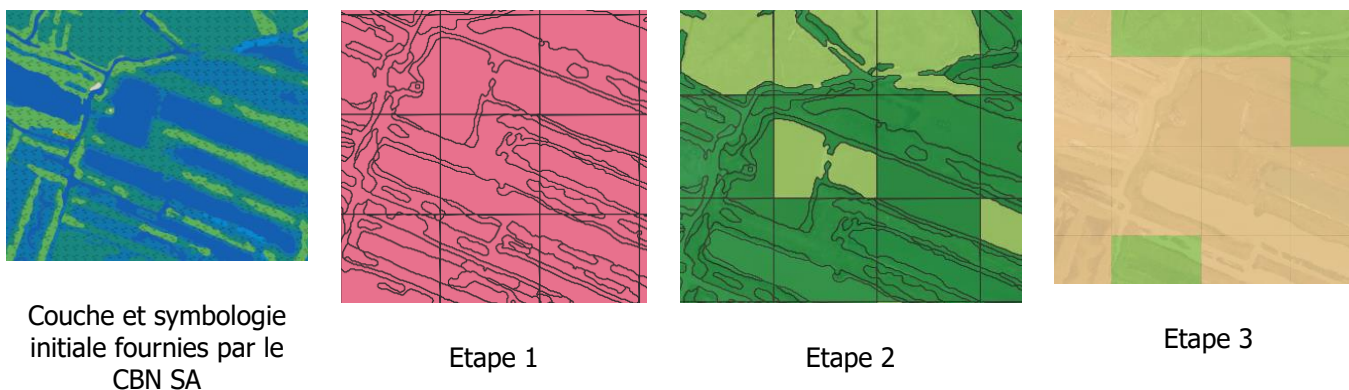 Couche et symbologie
initiale fournies par le
CBN SA
Etape 1
Etape 2
Etape 3